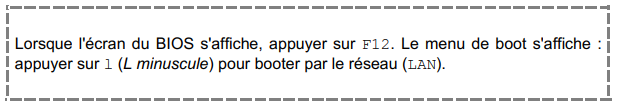 Lorsque l'écran du BIOS s'affiche, appuyer sur F12. Le menu de boot s'affiche :
appuyer sur l (L minuscule) pour booter par le réseau (LAN).